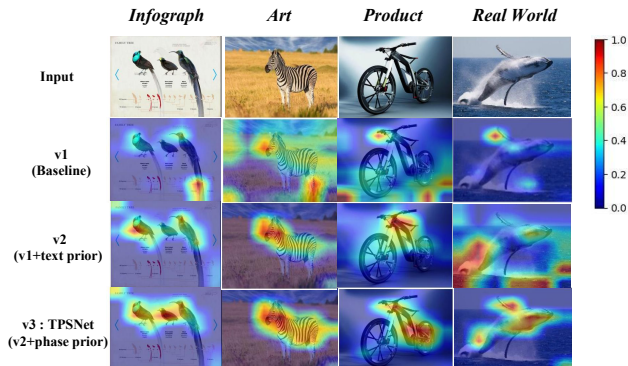 Infograph Art Product Real World
Input
v1
(Baseline)
v2
(v1+text prior)
v3 : TPSNet
(v2+phase prior)
1.0
0.8
0.6
0.4
0.2
0.0